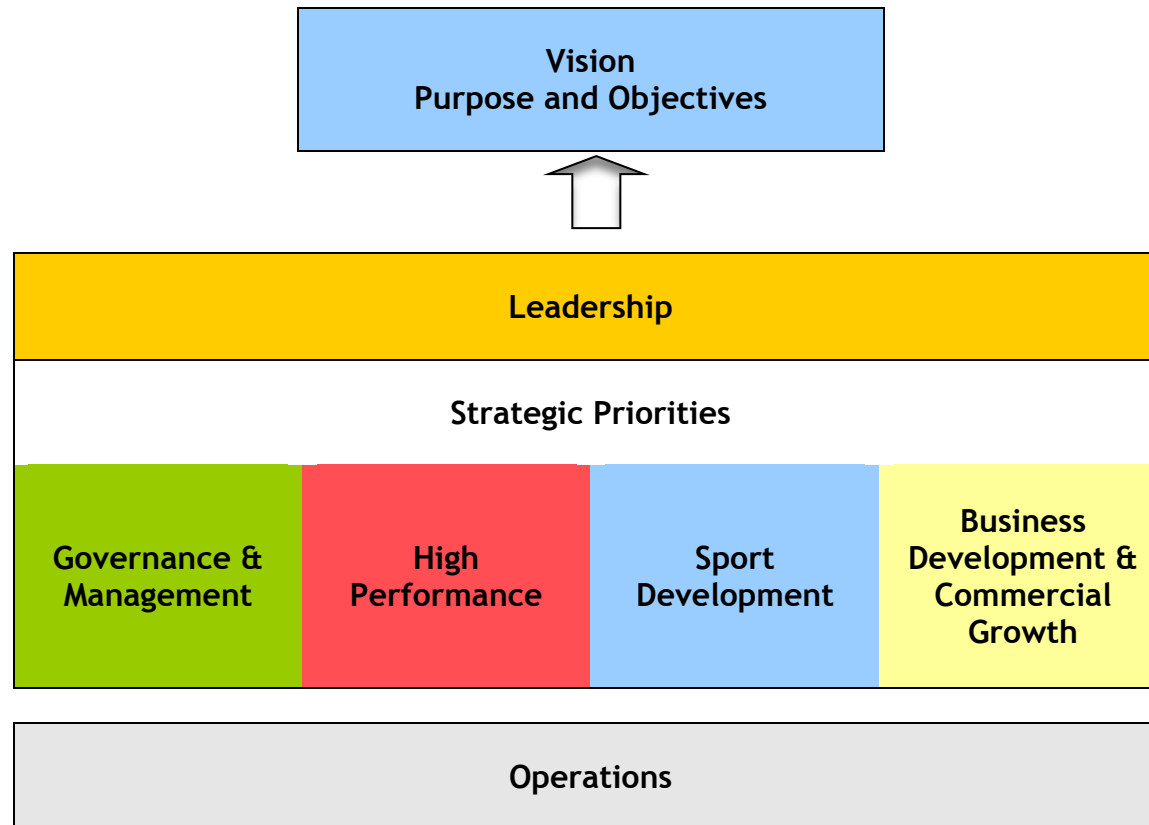 Vision
Purpose and Objectives
Leadership
Strategic Priorities
Governance &
Management
High
Performance
Sport
Development
Business
Development &
Commercial
Growth
Operations